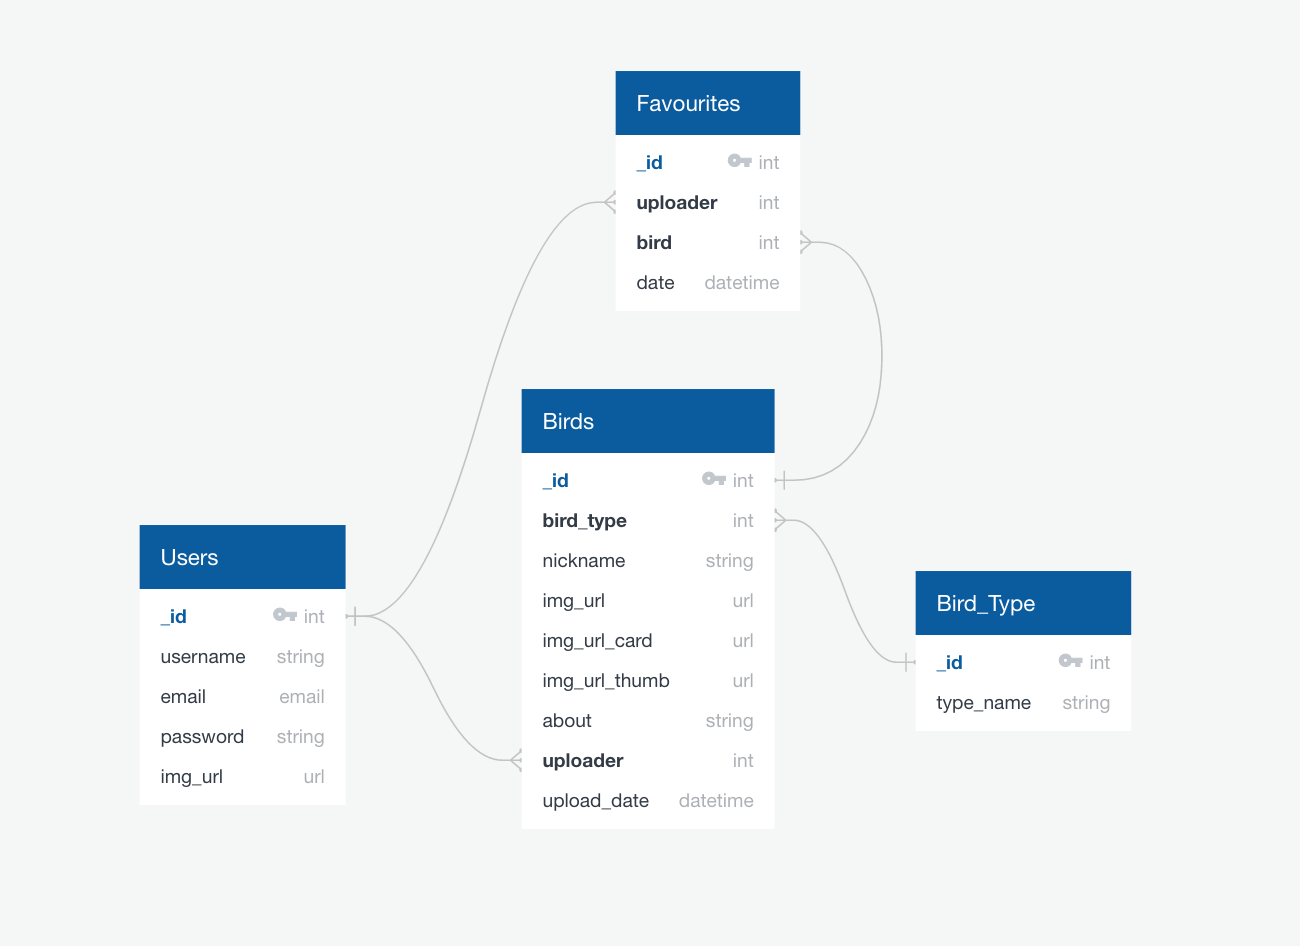 Favourites
_id int
uploader int
bird int
date datetime
Birds
_id int
bird_type int
nickname string
img_url url
img_url_card url
img_url_thumb url
about string
uploader int
upload_date datetime
Users
_id int
username string
email email
password string
img_url url
Bird_Type
_id int
type_name string